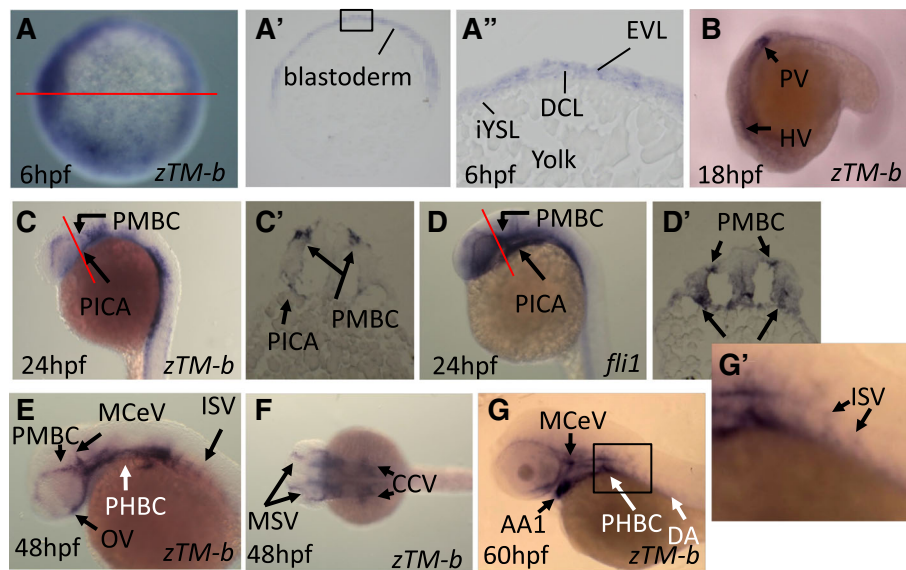 A
6hpf
zTM-b
A'
blastoderm
A"
EVL
DCL
iYSL
Yolk
6hpf
B
PV
HV
18hpf
zTM-b
C
PMBC
PICA
24hpf
zTM-b
C'
PICA
PMBC
D
PMBC
PICA
24hpf
fli1
D'
PMBC
E
MCeV
ISV
PMBC
PHBC
OV
48hpf
zTM-b
F
CCV
MSV
48hpf
zTM-b
G
MCeV
AA1
PHBC
DA
60hpf
zTM-b
G'
ISV